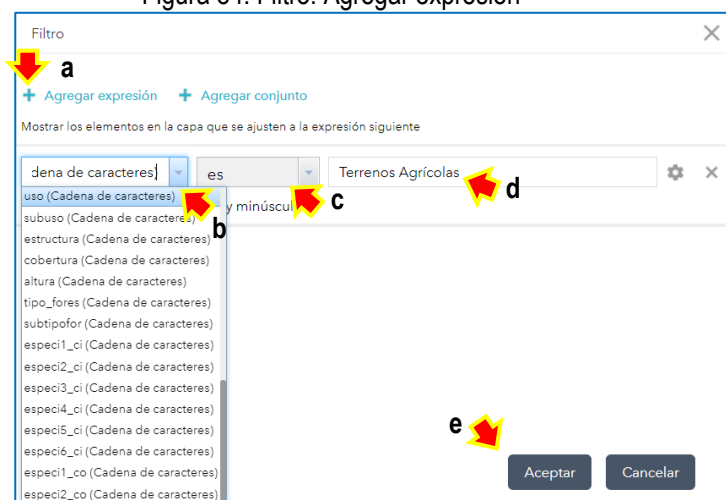 Figura 31. Filtro: Agregar expresión
Filtro
a
Agregar expresión Agregar conjunto
Mostrar los elementos en la capa que se ajusten a la expresión siguiente
dena de caracteres) es Terrenos Agrícolas
d
c
uso (Cadena de caracteres)
y minúscul
b
subuso (Cadena de caracteres)
estructura (Cadena de caracteres)
cobertura (Cadena de caracteres)
altura (Cadena de caracteres)
tipo_fores (Cadena de caracteres)
subtipofor (Cadena de caracteres)
especi1_ci (Cadena de caracteres)
especi2_ci (Cadena de caracteres)
especi3_ci (Cadena de caracteres)
especi4_ci (Cadena de caracteres)
especi5_ci (Cadena de caracteres)
especi6_ci (Cadena de caracteres)
especi1_co (Cadena de caracteres)
especi2_co (Cadena de caracteres)
e
Aceptar Cancelar